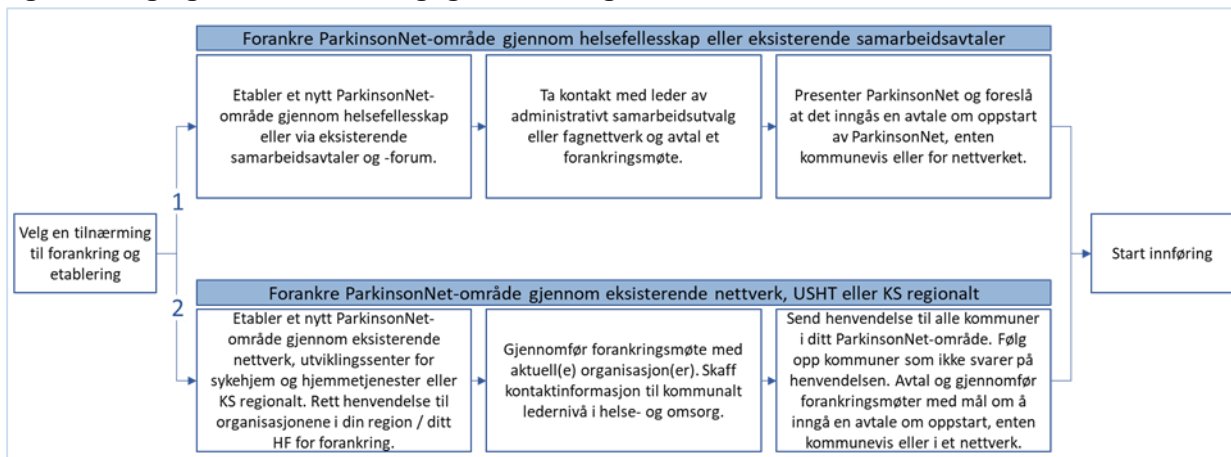 Forankre ParkinsonNet-område gjennom helsefellesskap eller eksisterende samarbeidsavtaler
Etabler et nytt ParkinsonNet-
område gjennom helsefellesskap
eller via eksisterende
samarbeidsavtaler og -forum.
Ta kontakt med leder av
administrativt samarbeidsutvalg
eller fagnettverk og avtal et
forankringsmøte.
Presenter ParkinsonNet og foreslå
at det inngås en avtale om oppstart
av ParkinsonNet, enten
kommunevis eller for nettverket.
1
Velg en tilnærming
til forankring og
etablering
Start innføring
2
Forankre ParkinsonNet-område gjennom eksisterende nettverk, USHT eller KS regionalt
Etabler et nytt ParkinsonNet-
område gjennom eksisterende
nettverk, utviklingssenter for
sykehjem og hjemmetjenester eller
KS regionalt. Rett henvendelse til
organisasjonene i din region / ditt
HF for forankring.
Gjennomfør forankringsmøte med
aktuell(e) organisasjon(er). Skaff
kontaktinformasjon til kommunalt
ledernivå i helse- og omsorg.
Send henvendelse til alle kommuner
i ditt ParkinsonNet-område. Følg
opp kommuner som ikke svarer på
henvendelsen. Avtal og gjennomfør
forankringsmøter med mål om å
inngå en avtale om oppstart, enten
kommunevis eller i et nettverk.